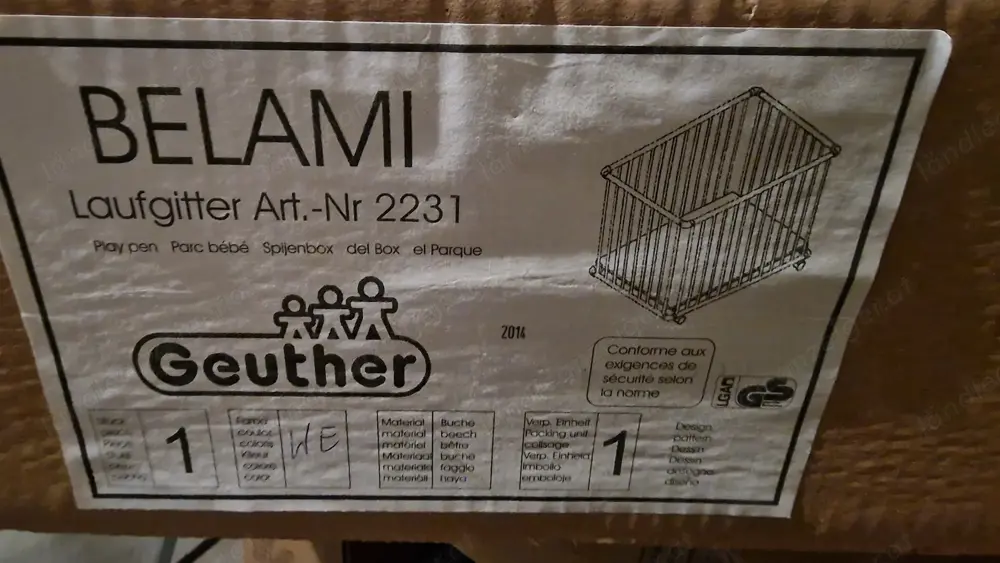 BELAMI
Laufgitter Art.-Nr 2231
Play pen Parc bébé Spijenbox del Box el Parque
Geuther
2014
Conforme aux
exigences de
sécurité selon
la norme
LGA
GS
1
Farbe
WE
Material Buche
material beech
matériel hêtre
Material buche
materiale faggio
material haya
Verp. Einheit
Packing unit
colisage
Verp. Einheid
imballo
embalaje
1
Design
pattern
Dessin
Dessin
diseño